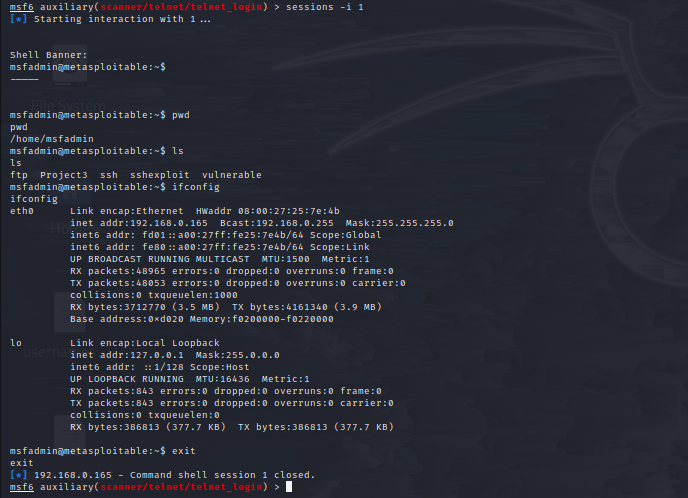 msf6 auxiliary(scanner/telnet/telnet_login) > sessions -i 1
[*] Starting interaction with 1...
Shell Banner:
msfadmin@metasploitable:~$
_____
msfadmin@metasploitable:~$ pwd
pwd
/home/msfadmin
msfadmin@metasploitable:~$ ls
ls
ftp  Project3  ssh  sshexploit  vulnerable
msfadmin@metasploitable:~$ ifconfig
ifconfig
eth0      Link encap:Ethernet  HWaddr 08:00:27:25:7e:4b
          inet addr:192.168.0.165  Bcast:192.168.0.255  Mask:255.255.255.0
          inet6 addr: fd01::a00:27ff:fe25:7e4b/64 Scope:Global
          inet6 addr: fe80::a00:27ff:fe25:7e4b/64 Scope:Link
          UP BROADCAST RUNNING MULTICAST  MTU:1500  Metric:1
          RX packets:48965 errors:0 dropped:0 overruns:0 frame:0
          TX packets:48053 errors:0 dropped:0 overruns:0 carrier:0
          collisions:0 txqueuelen:1000
          RX bytes:3712770 (3.5 MB)  TX bytes:4161340 (3.9 MB)
          Base address:0xd020 Memory:f0200000-f0220000
lo        Link encap:Local Loopback
          inet addr:127.0.0.1  Mask:255.0.0.0
          inet6 addr: ::1/128 Scope:Host
          UP LOOPBACK RUNNING  MTU:16436  Metric:1
          RX packets:843 errors:0 dropped:0 overruns:0 frame:0
          TX packets:843 errors:0 dropped:0 overruns:0 carrier:0
          collisions:0 txqueuelen:0
          RX bytes:386813 (377.7 KB)  TX bytes:386813 (377.7 KB)
msfadmin@metasploitable:~$ exit
exit
[*] 192.168.0.165 - Command shell session 1 closed.
msf6 auxiliary(scanner/telnet/telnet_login) >
File System